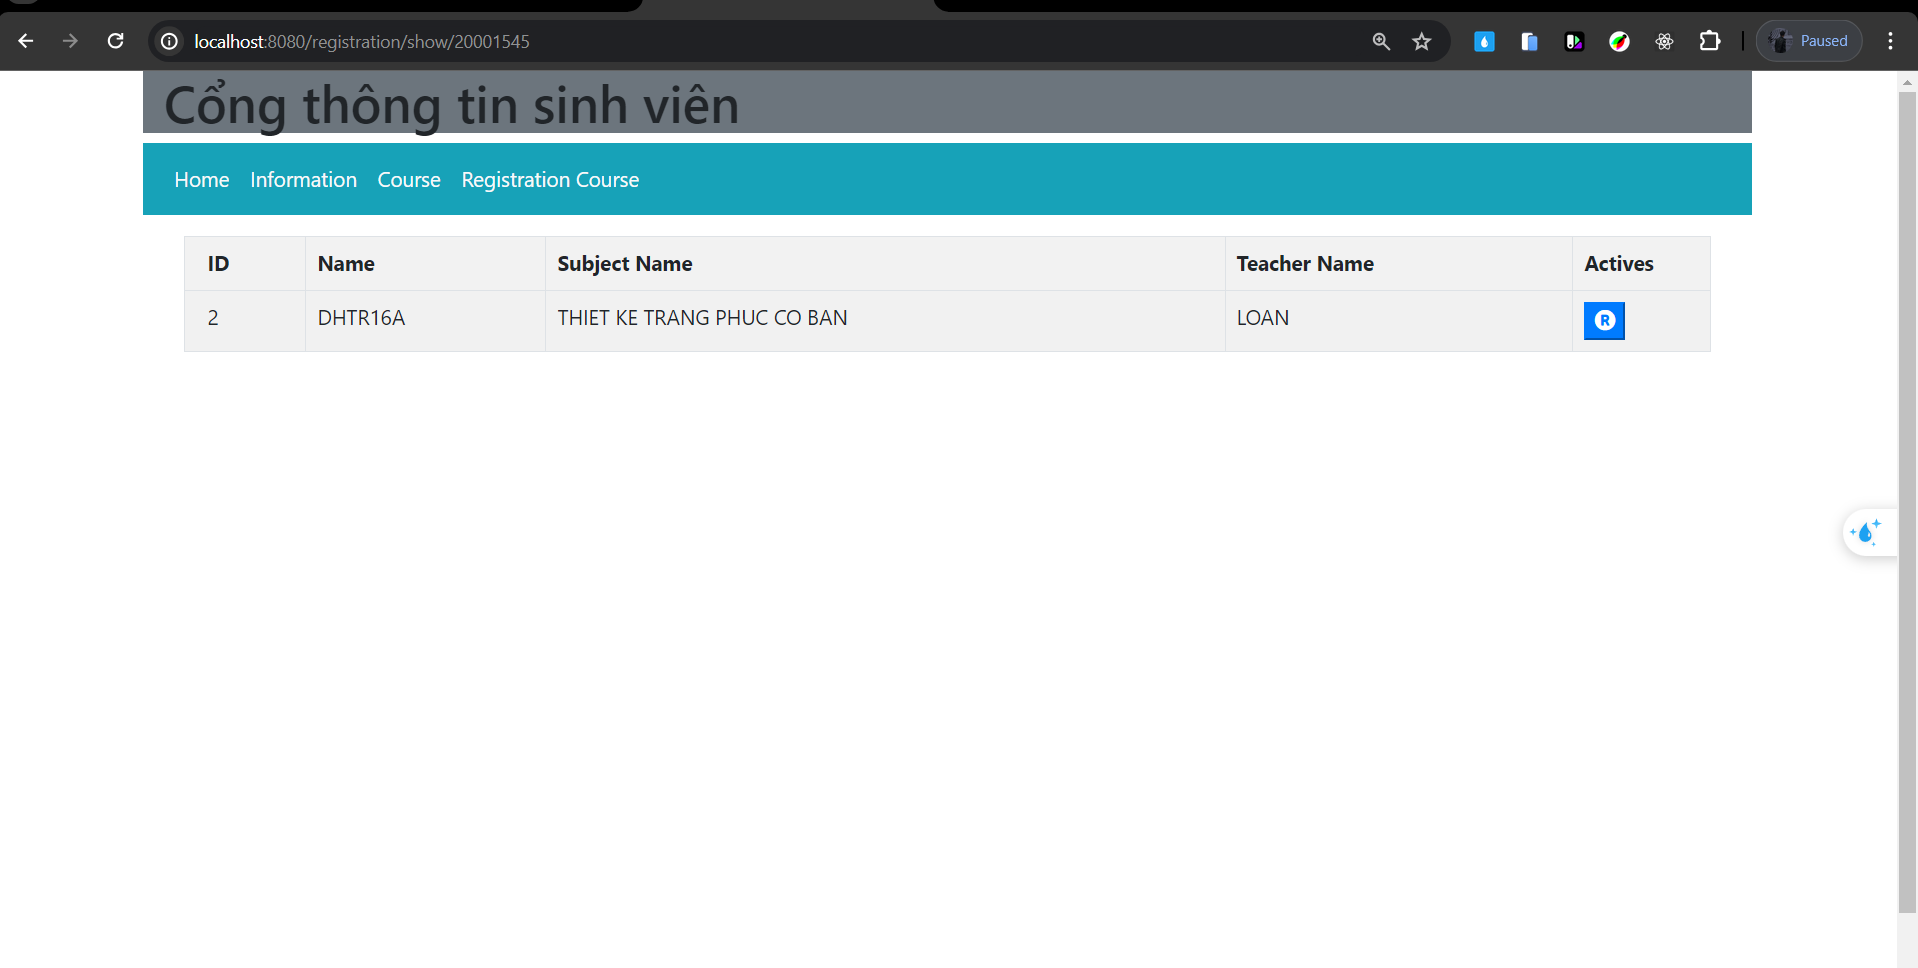 localhost:8080/registration/show/20001545
Paused
Cổng thông tin sinh viên
Home Information Course Registration Course
ID Name Subject Name Teacher Name Actives
2 DHTR16A THIET KE TRANG PHUC CO BAN LOAN R